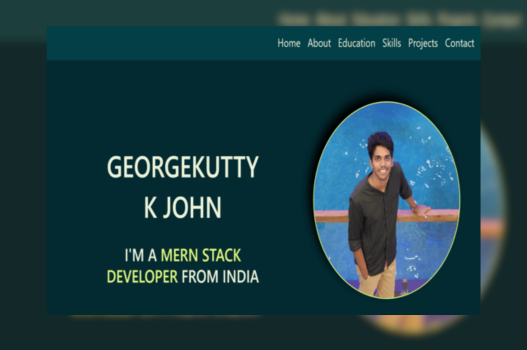 Home About Education Skills Projects Contact
GEORGEKUTTY
K JOHN
I'M A MERN STACK
DEVELOPER FROM INDIA